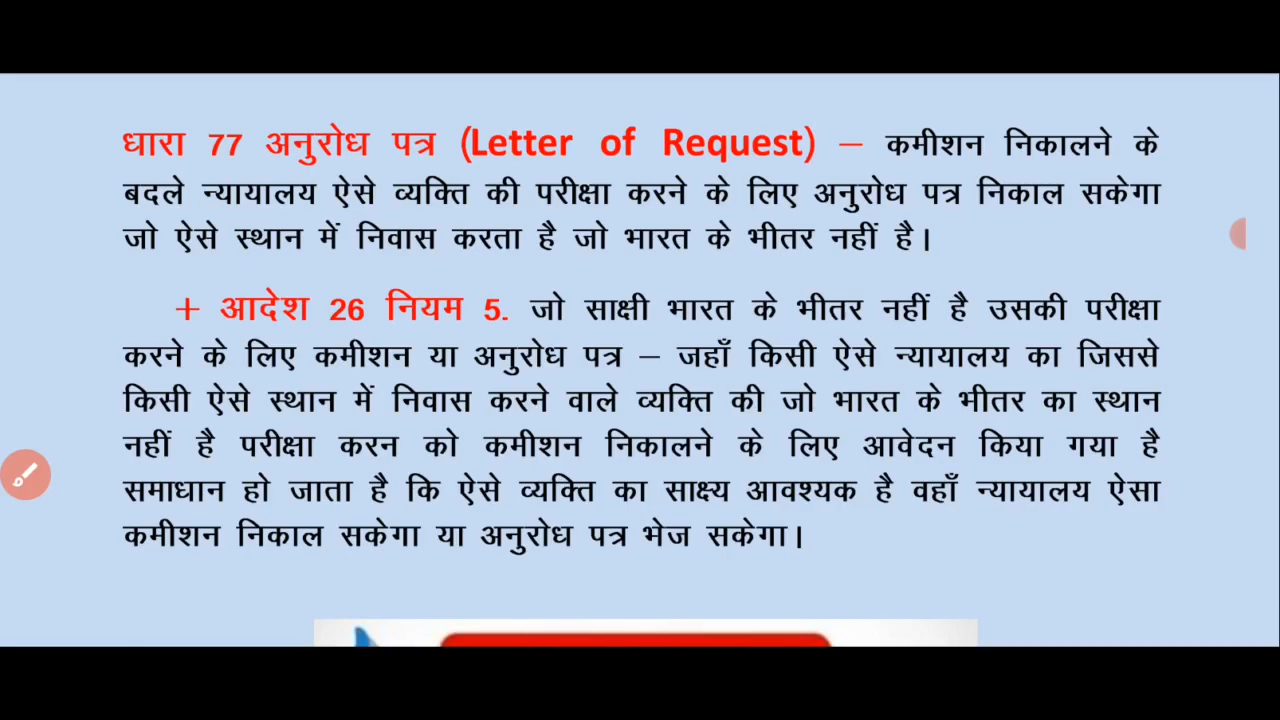 धारा 77 अनुरोध पत्र (Letter of Request) – कमीशन निकालने के
बदले न्यायालय ऐसे व्यक्ति की परीक्षा करने के लिए अनुरोध पत्र निकाल सकेगा
जो ऐसे स्थान में निवास करता है जो भारत के भीतर नहीं है।
+ आदेश 26 नियम 5. जो साक्षी भारत के भीतर नहीं है उसकी परीक्षा
करने के लिए कमीशन या अनुरोध पत्र – जहाँ किसी ऐसे न्यायालय का जिससे
किसी ऐसे स्थान में निवास करने वाले व्यक्ति की जो भारत के भीतर का स्थान
नहीं है परीक्षा करन को कमीशन निकालने के लिए आवेदन किया गया है
समाधान हो जाता है कि ऐसे व्यक्ति का साक्ष्य आवश्यक है वहाँ न्यायालय ऐसा
कमीशन निकाल सकेगा या अनुरोध पत्र भेज सकेगा।